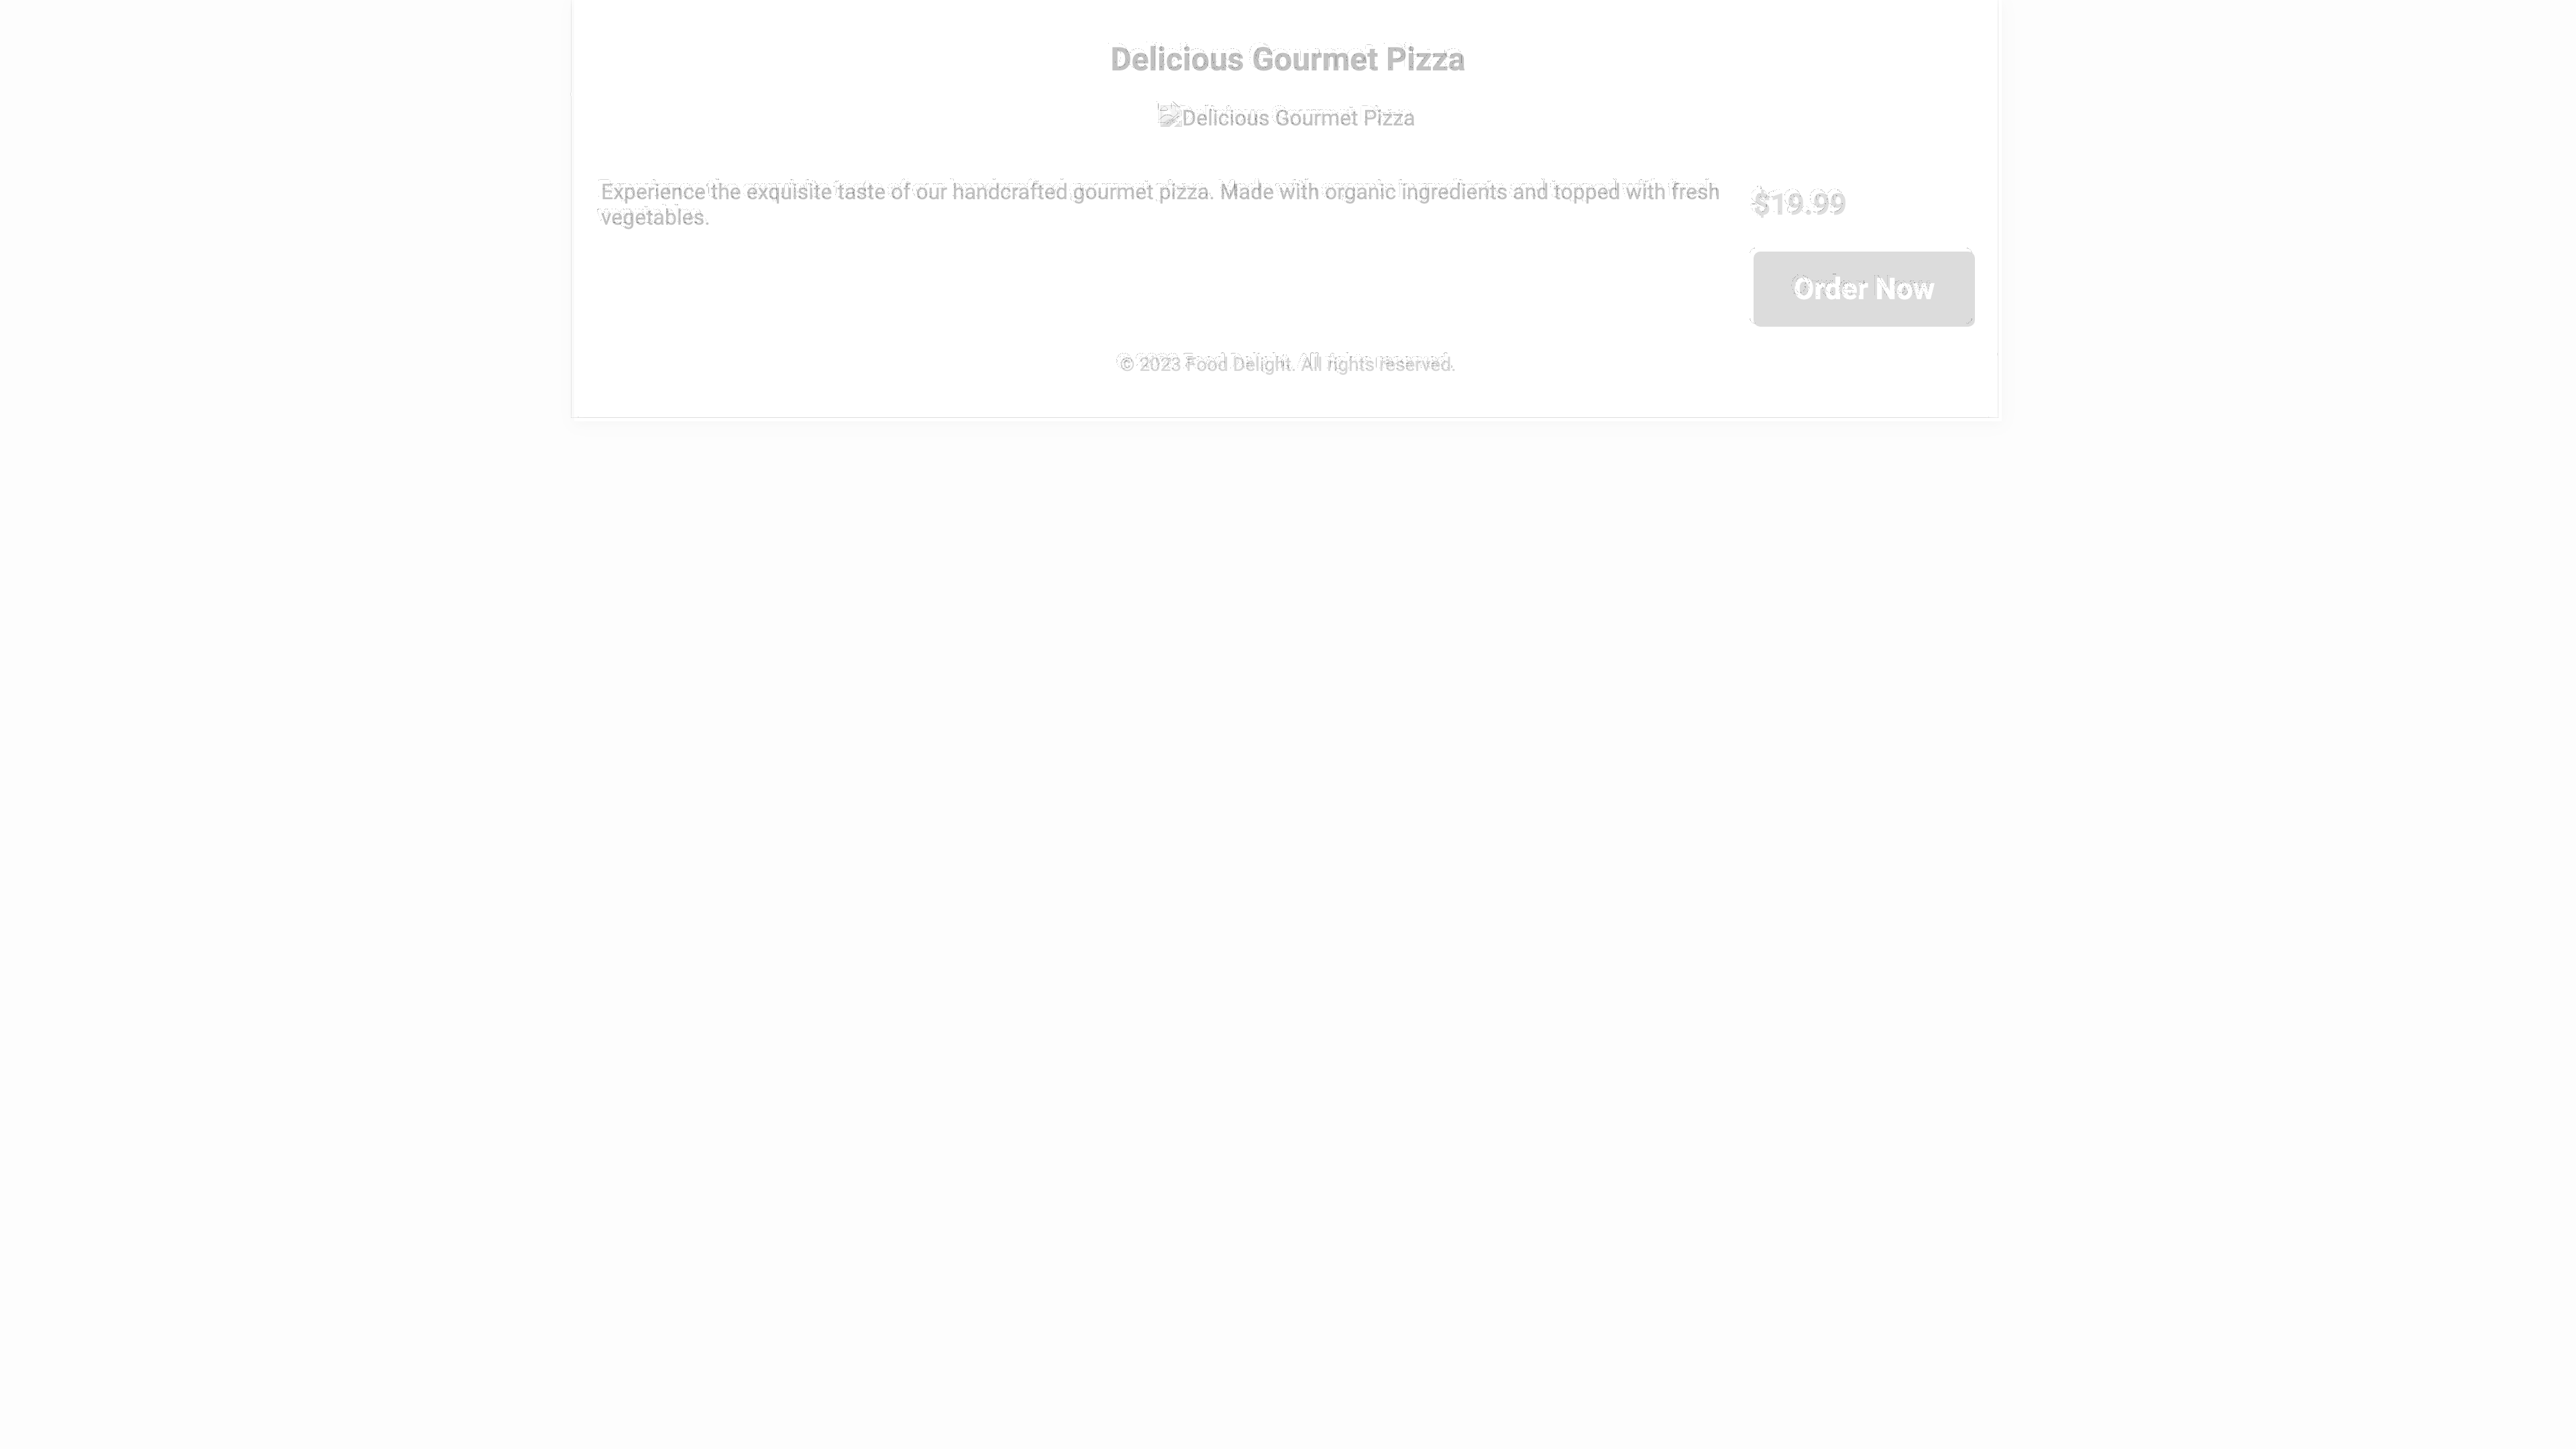 Delicious Gourmet Pizza
Delicious Gourmet Pizza
Experience the exquisite taste of our handcrafted gourmet pizza. Made with organic ingredients and topped with fresh
vegetables.
$19.99
Order Now
© 2023 Food Delight. All rights reserved.